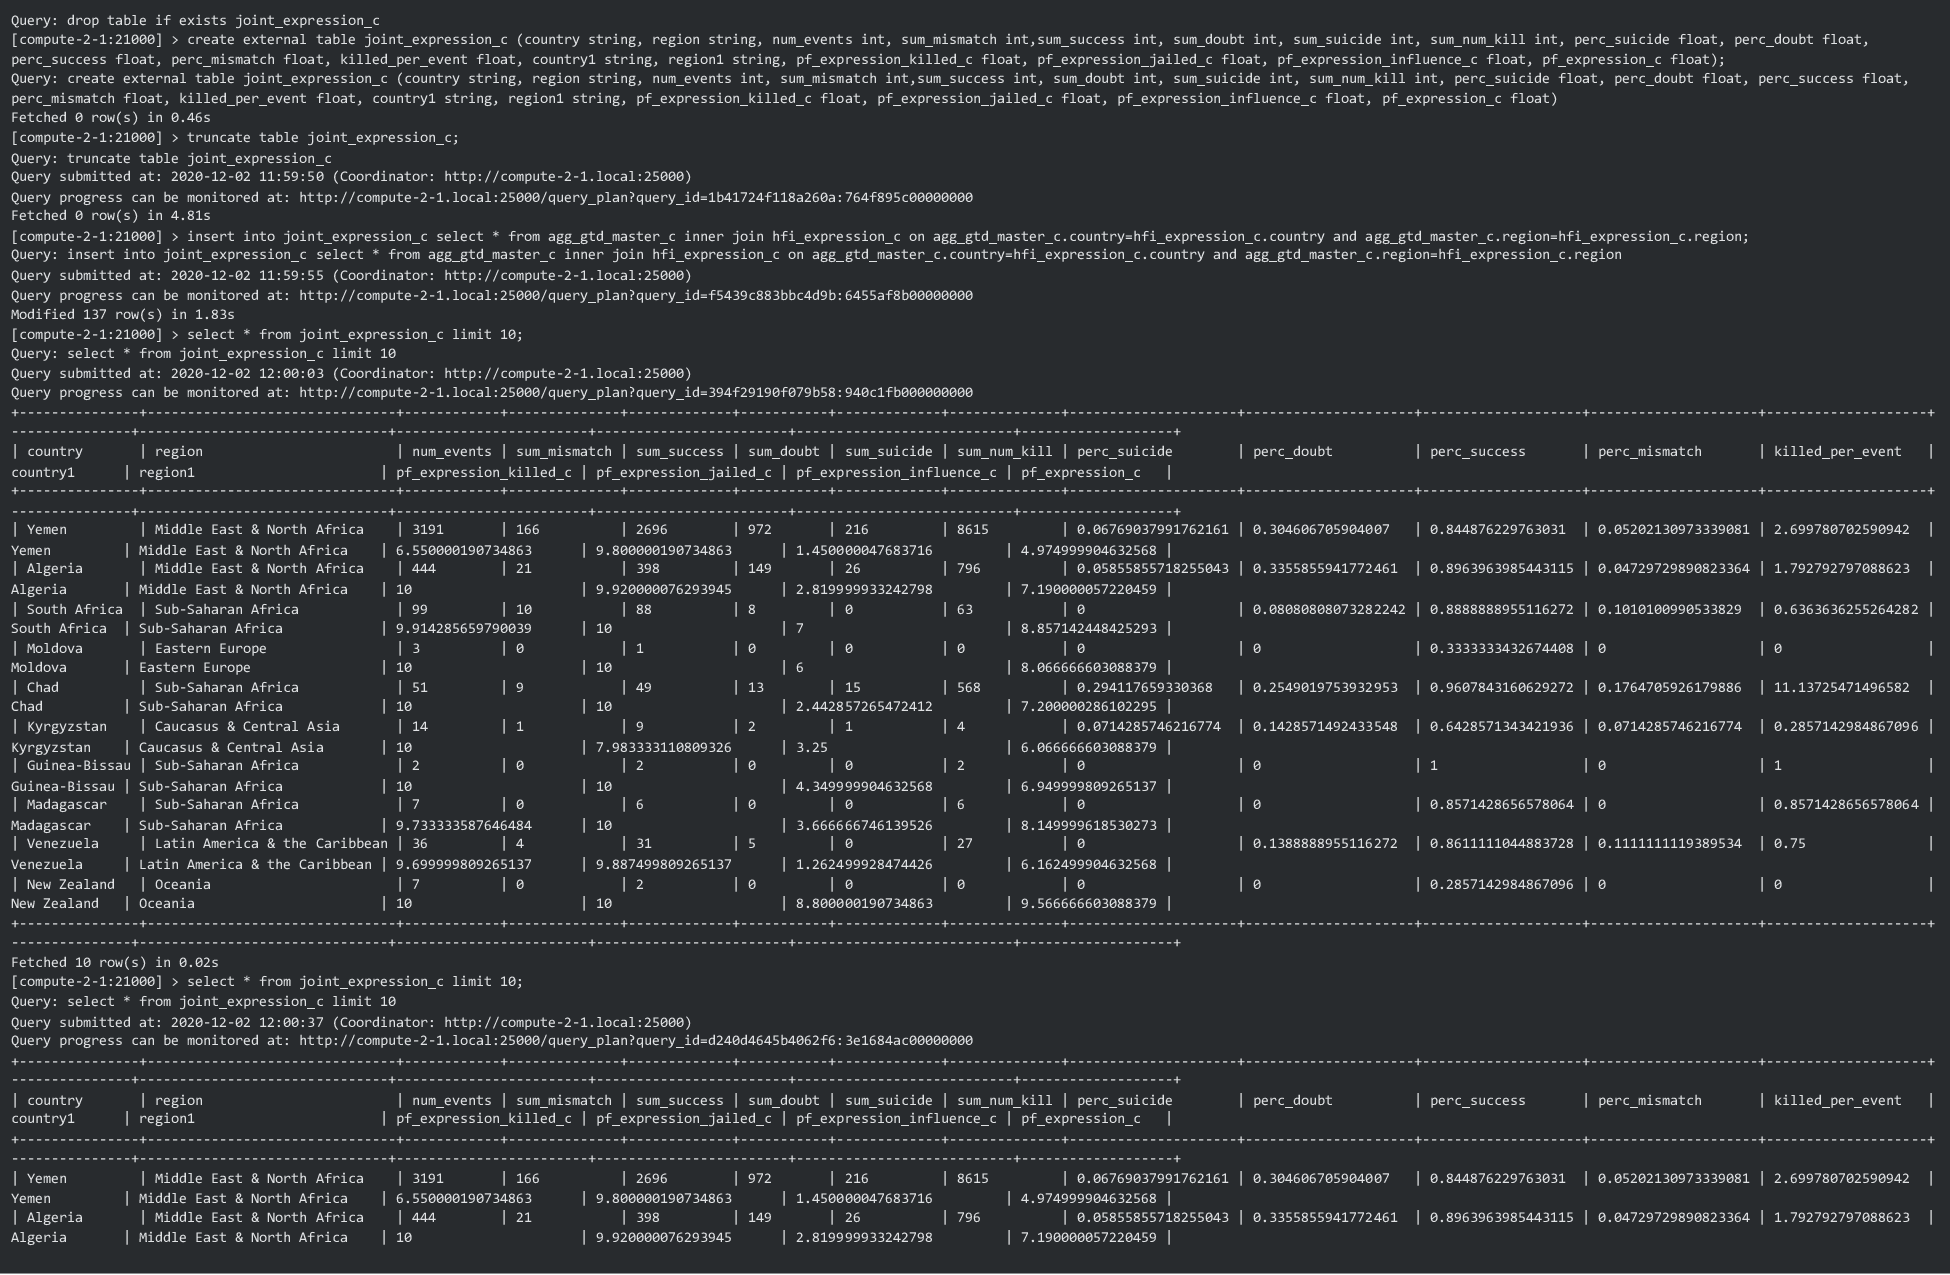 Query: drop table if exists joint_expression_c
[compute-2-1:21000] > create external table joint_expression_c (country string, region string, num_events int, sum_mismatch int,sum_success int, sum_doubt int, sum_suicide int, sum_num_kill int, perc_suicide float, perc_doubt float,
perc_success float, perc_mismatch float, killed_per_event float, country1 string, region1 string, pf_expression_killed_c float, pf_expression_jailed_c float, pf_expression_influence_c float, pf_expression_c float);
Query: create external table joint_expression_c (country string, region string, num_events int, sum_mismatch int,sum_success int, sum_doubt int, sum_suicide int, sum_num_kill int, perc_suicide float, perc_doubt float, perc_success float,
perc_mismatch float, killed_per_event float, country1 string, region1 string, pf_expression_killed_c float, pf_expression_jailed_c float, pf_expression_influence_c float, pf_expression_c float)
Fetched 0 row(s) in 0.46s
[compute-2-1:21000] > truncate table joint_expression_c;
Query: truncate table joint_expression_c
Query submitted at: 2020-12-02 11:59:50 (Coordinator: http://compute-2-1.local:25000)
Query progress can be monitored at: http://compute-2-1.local:25000/query_plan?query_id=1b41724f118a260a:764f895c00000000
Fetched 0 row(s) in 4.81s
[compute-2-1:21000] > insert into joint_expression_c select * from agg_gtd_master_c inner join hfi_expression_c on agg_gtd_master_c.country=hfi_expression_c.country and agg_gtd_master_c.region=hfi_expression_c.region;
Query: insert into joint_expression_c select * from agg_gtd_master_c inner join hfi_expression_c on agg_gtd_master_c.country=hfi_expression_c.country and agg_gtd_master_c.region=hfi_expression_c.region
Query submitted at: 2020-12-02 11:59:55 (Coordinator: http://compute-2-1.local:25000)
Query progress can be monitored at: http://compute-2-1.local:25000/query_plan?query_id=f5439c883bbc4d9b:6455af8b00000000
Modified 137 row(s) in 1.83s
[compute-2-1:21000] > select * from joint_expression_c limit 10;
Query: select * from joint_expression_c limit 10
Query submitted at: 2020-12-02 12:00:03 (Coordinator: http://compute-2-1.local:25000)
Query progress can be monitored at: http://compute-2-1.local:25000/query_plan?query_id=394f29190f079b58:940c1fb000000000
+---------------+-------------------------------+------------+--------------+-------------+-----------+-------------+--------------+---------------------+---------------------+--------------------+---------------------+--------------------+
---------------+-------------------------------+------------------------+------------------------+---------------------------+-------------------+
| country | region | num_events | sum_mismatch | sum_success | sum_doubt | sum_suicide | sum_num_kill | perc_suicide | perc_doubt | perc_success | perc_mismatch | killed_per_event |
country1 | region1 | pf_expression_killed_c | pf_expression_jailed_c | pf_expression_influence_c | pf_expression_c |
+---------------+-------------------------------+------------+--------------+-------------+-----------+-------------+--------------+---------------------+---------------------+--------------------+---------------------+--------------------+
---------------+-------------------------------+------------------------+------------------------+---------------------------+-------------------+
| Yemen | Middle East & North Africa | 3191 | 166 | 2696 | 972 | 216 | 8615 | 0.06769037991762161 | 0.304606705904007 | 0.844876229763031 | 0.05202130973339081 | 2.699780702590942 |
Yemen | Middle East & North Africa | 6.550000190734863 | 9.800000190734863 | 1.450000047683716 | 4.974999904632568 |
| Algeria | Middle East & North Africa | 444 | 21 | 398 | 149 | 26 | 796 | 0.05855855718255043 | 0.3355855941772461 | 0.8963963985443115 | 0.04729729890823364 | 1.792792797088623 |
Algeria | Middle East & North Africa | 10 | 9.920000076293945 | 2.819999933242798 | 7.190000057220459 |
| South Africa | Sub-Saharan Africa | 99 | 10 | 88 | 8 | 0 | 63 | 0 | 0.08080808073282242 | 0.8888888955116272 | 0.1010100990533829 | 0.6363636255264282 |
South Africa | Sub-Saharan Africa | 9.914285659790039 | 10 | 7 | 8.857142448425293 |
| Moldova | Eastern Europe | 3 | 0 | 1 | 0 | 0 | 0 | 0 | 0 | 0.3333333432674408 | 0 | 0 |
Moldova | Eastern Europe | 10 | 10 | 6 | 8.066666603088379 |
| Chad | Sub-Saharan Africa | 51 | 9 | 49 | 13 | 15 | 568 | 0.294117659330368 | 0.2549019753932953 | 0.9607843160629272 | 0.1764705926179886 | 11.13725471496582 |
Chad | Sub-Saharan Africa | 10 | 10 | 2.442857265472412 | 7.200000286102295 |
| Kyrgyzstan | Caucasus & Central Asia | 14 | 1 | 9 | 2 | 1 | 4 | 0.0714285746216774 | 0.1428571492433548 | 0.6428571343421936 | 0.0714285746216774 | 0.2857142984867096 |
Kyrgyzstan | Caucasus & Central Asia | 10 | 7.983333110809326 | 3.25 | 6.066666603088379 |
| Guinea-Bissau | Sub-Saharan Africa | 2 | 0 | 2 | 0 | 0 | 2 | 0 | 0 | 1 | 0 | 1 |
Guinea-Bissau | Sub-Saharan Africa | 10 | 10 | 4.349999904632568 | 6.949999809265137 |
| Madagascar | Sub-Saharan Africa | 7 | 0 | 6 | 0 | 0 | 6 | 0 | 0 | 0.8571428656578064 | 0 | 0.8571428656578064 |
Madagascar | Sub-Saharan Africa | 9.733333587646484 | 10 | 3.666666746139526 | 8.149999618530273 |
| Venezuela | Latin America & the Caribbean | 36 | 4 | 31 | 5 | 0 | 27 | 0 | 0.1388888955116272 | 0.8611111044883728 | 0.1111111119389534 | 0.75 |
Venezuela | Latin America & the Caribbean | 9.699999809265137 | 9.887499809265137 | 1.262499928474426 | 6.162499904632568 |
| New Zealand | Oceania | 7 | 0 | 2 | 0 | 0 | 0 | 0 | 0 | 0.2857142984867096 | 0 | 0 |
New Zealand | Oceania | 10 | 10 | 8.800000190734863 | 9.566666603088379 |
+---------------+-------------------------------+------------+--------------+-------------+-----------+-------------+--------------+---------------------+---------------------+--------------------+---------------------+--------------------+
---------------+-------------------------------+------------------------+------------------------+---------------------------+-------------------+
Fetched 10 row(s) in 0.02s
[compute-2-1:21000] > select * from joint_expression_c limit 10;
Query: select * from joint_expression_c limit 10
Query submitted at: 2020-12-02 12:00:37 (Coordinator: http://compute-2-1.local:25000)
Query progress can be monitored at: http://compute-2-1.local:25000/query_plan?query_id=d240d4645b4062f6:3e1684ac00000000
+---------------+-------------------------------+------------+--------------+-------------+-----------+-------------+--------------+---------------------+---------------------+--------------------+---------------------+--------------------+
---------------+-------------------------------+------------------------+------------------------+---------------------------+-------------------+
| country | region | num_events | sum_mismatch | sum_success | sum_doubt | sum_suicide | sum_num_kill | perc_suicide | perc_doubt | perc_success | perc_mismatch | killed_per_event |
country1 | region1 | pf_expression_killed_c | pf_expression_jailed_c | pf_expression_influence_c | pf_expression_c |
+---------------+-------------------------------+------------+--------------+-------------+-----------+-------------+--------------+---------------------+---------------------+--------------------+---------------------+--------------------+
---------------+-------------------------------+------------------------+------------------------+---------------------------+-------------------+
| Yemen | Middle East & North Africa | 3191 | 166 | 2696 | 972 | 216 | 8615 | 0.06769037991762161 | 0.304606705904007 | 0.844876229763031 | 0.05202130973339081 | 2.699780702590942 |
Yemen | Middle East & North Africa | 6.550000190734863 | 9.800000190734863 | 1.450000047683716 | 4.974999904632568 |
| Algeria | Middle East & North Africa | 444 | 21 | 398 | 149 | 26 | 796 | 0.05855855718255043 | 0.3355855941772461 | 0.8963963985443115 | 0.04729729890823364 | 1.792792797088623 |
Algeria | Middle East & North Africa | 10 | 9.920000076293945 | 2.819999933242798 | 7.190000057220459 |